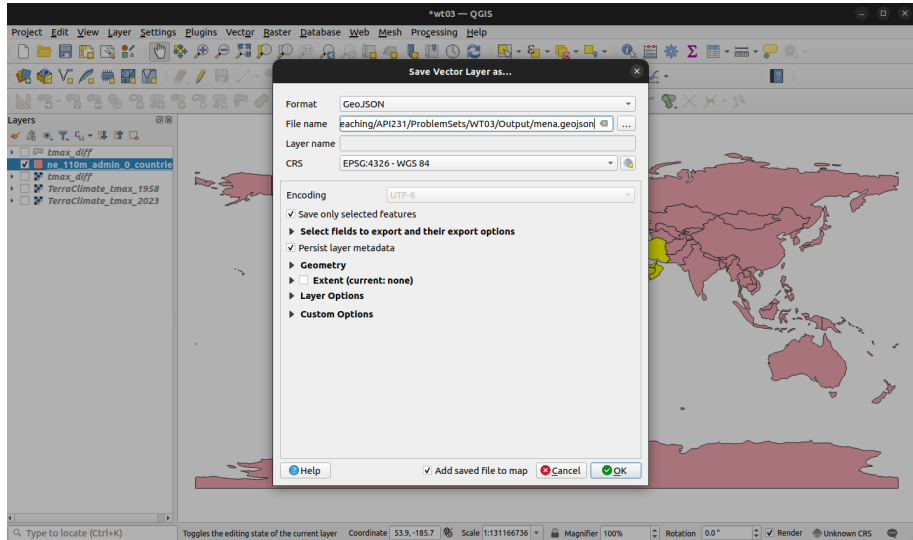 *wt03 — QGIS
Project Edit View Layer Settings Plugins Vector Raster Database Web Mesh Processing Help
Layers
tmax_diff
ne_110m_admin_0_countrie
tmax_diff
TerraClimate_tmax_1958
TerraClimate_tmax_2023
Save Vector Layer as...
Format GeoJSON
File name eaching/API231/ProblemSets/WT03/Output/mena.geojson ...
Layer name
CRS EPSG:4326 - WGS 84
Encoding UTF-8
Save only selected features
Select fields to export and their export options
Persist layer metadata
Geometry
Extent (current: none)
Layer Options
Custom Options
Help Add saved file to map Cancel OK
Type to locate (Ctrl+K) Toggles the editing state of the current layer Coordinate 53.9,-185.7 Scale 1:131166736 Magnifier 100% Rotation 0.0 ° Render Unknown CRS